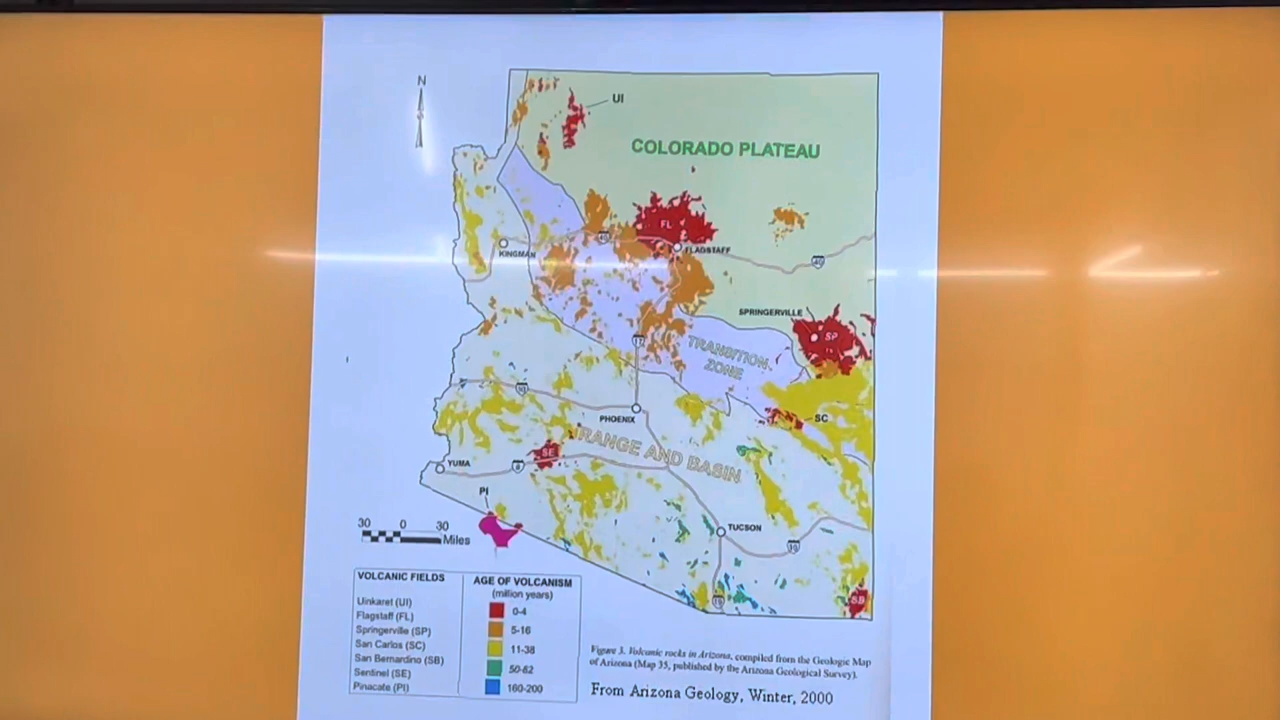 N
UI
COLORADO PLATEAU
FL
40
FLAGSTAFF
KINGMAN
40
SPRINGERVILLE
SP
17
TRANSITION
ZONE
10
PHOENIX
SC
RANGE AND BASIN
SE
YUMA
8
PI
30 0 30
Miles
TUCSON
10
19
SB
VOLCANIC FIELDS
Uinkaret (UI)
Flagstaff (FL)
Springerville (SP)
San Carlos (SC)
San Bernardino (SB)
Sentinel (SE)
Pinacate (PI)
AGE OF VOLCANISM
(million years)
0-4
5-16
11-38
50-82
160-200
Figure 3. Volcanic rocks in Arizona, compiled from the Geologic Map
of Arizona (Map 35, published by the Arizona Geological Survey).
From Arizona Geology, Winter, 2000